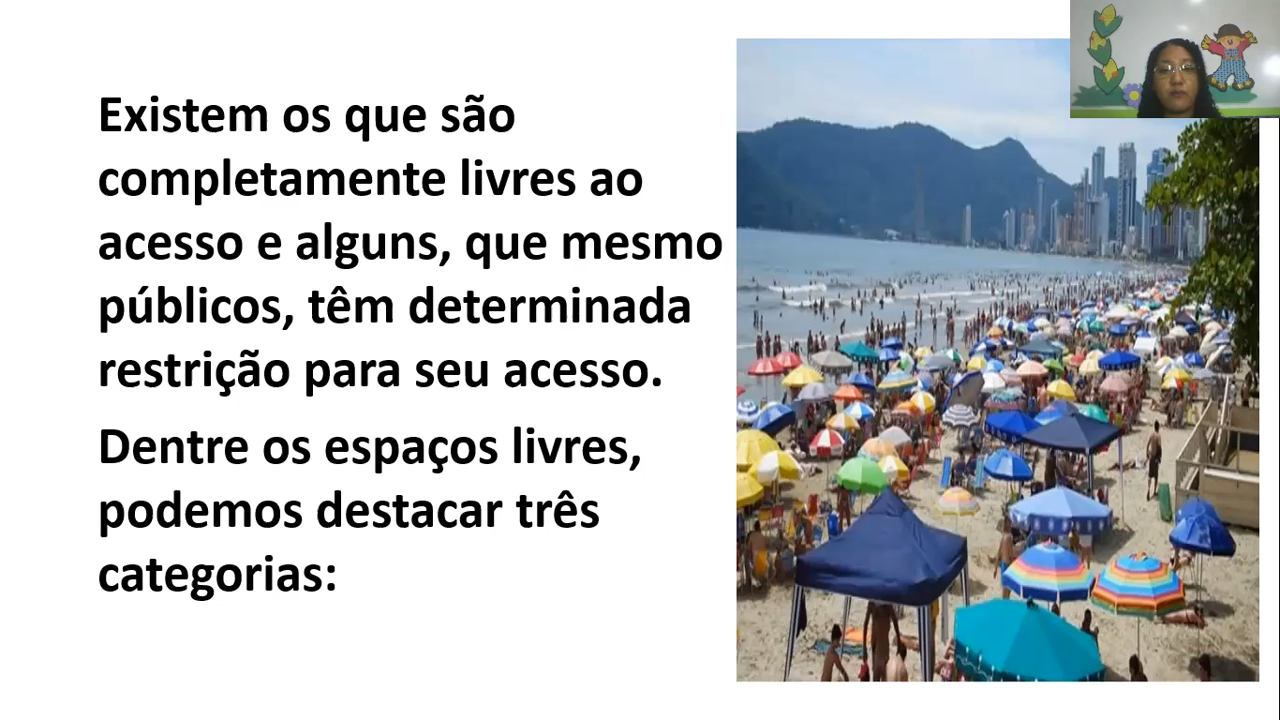 Existem os que são
completamente livres ao
acesso e alguns, que mesmo
públicos, têm determinada
restrição para seu acesso.
Dentre os espaços livres,
podemos destacar três
categorias: